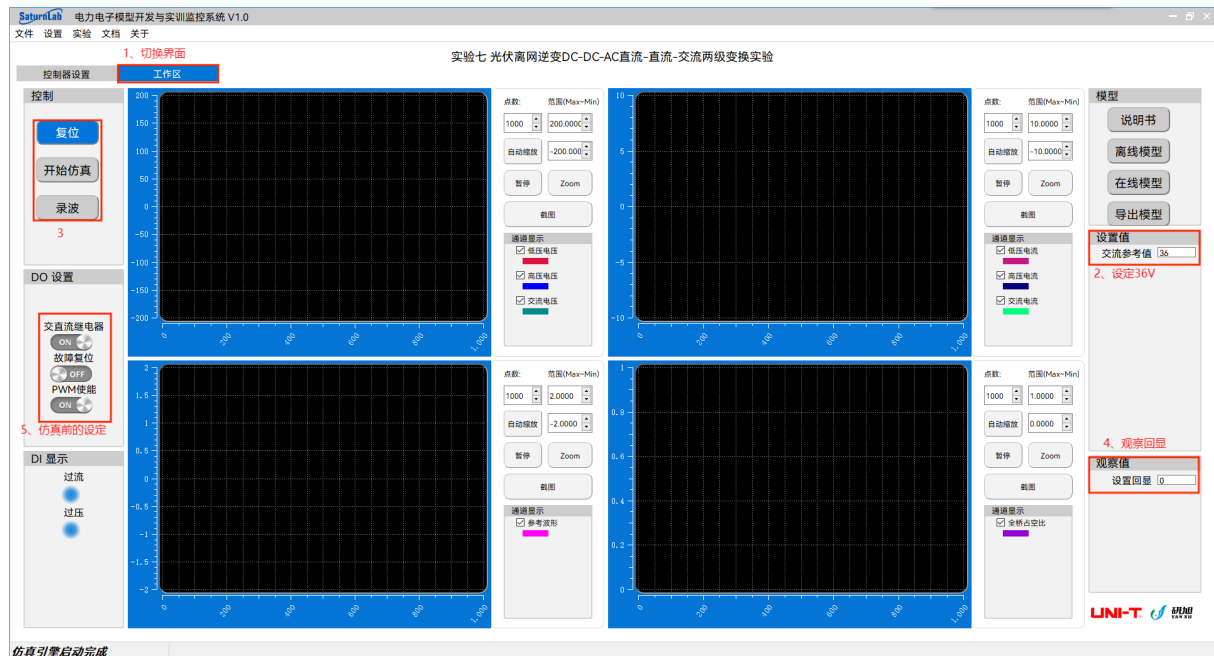 SaturnLab 电力电子模型开发与实训监控系统 V1.0
文件 设置 实验 文档 关于
1、切换界面
实验七 光伏离网逆变DC-DC-AC直流-直流-交流两级变换实验
控制器设置 工作区
控制
复位
开始仿真
录波
3
DO 设置
交直流继电器
ON
故障复位
OFF
PWM使能
ON
5、仿真前的设定
DI 显示
过流
过压
200
150
100
50
0
-50
-100
-150
-200
0 200 400 600 800 1,000
点数: 范围(Max~Min)
1000 200.000
自动缩放 -200.000
暂停 Zoom
截图
通道显示
低压电压
高压电压
交流电压
10
5
0
-5
-10
0 200 400 600 800 1,000
点数: 范围(Max~Min)
1000 10.0000
自动缩放 -10.0000
暂停 Zoom
截图
通道显示
低压电流
高压电流
交流电流
2
1.5
1
0.5
0
-0.5
-1
-1.5
-2
0 200 400 600 800 1,000
点数: 范围(Max~Min)
1000 2.0000
自动缩放 -2.0000
暂停 Zoom
截图
通道显示
参考波形
1
0.8
0.6
0.4
0.2
0
0 200 400 600 800 1,000
点数: 范围(Max~Min)
1000 1.0000
自动缩放 0.0000
暂停 Zoom
截图
通道显示
全桥占空比
模型
说明书
离线模型
在线模型
导出模型
设置值
交流参考值 36
2、设定36V
4、观察回显
观察值
设置回显 0
UNI-T 研旭
YAN XU
仿真引擎启动完成